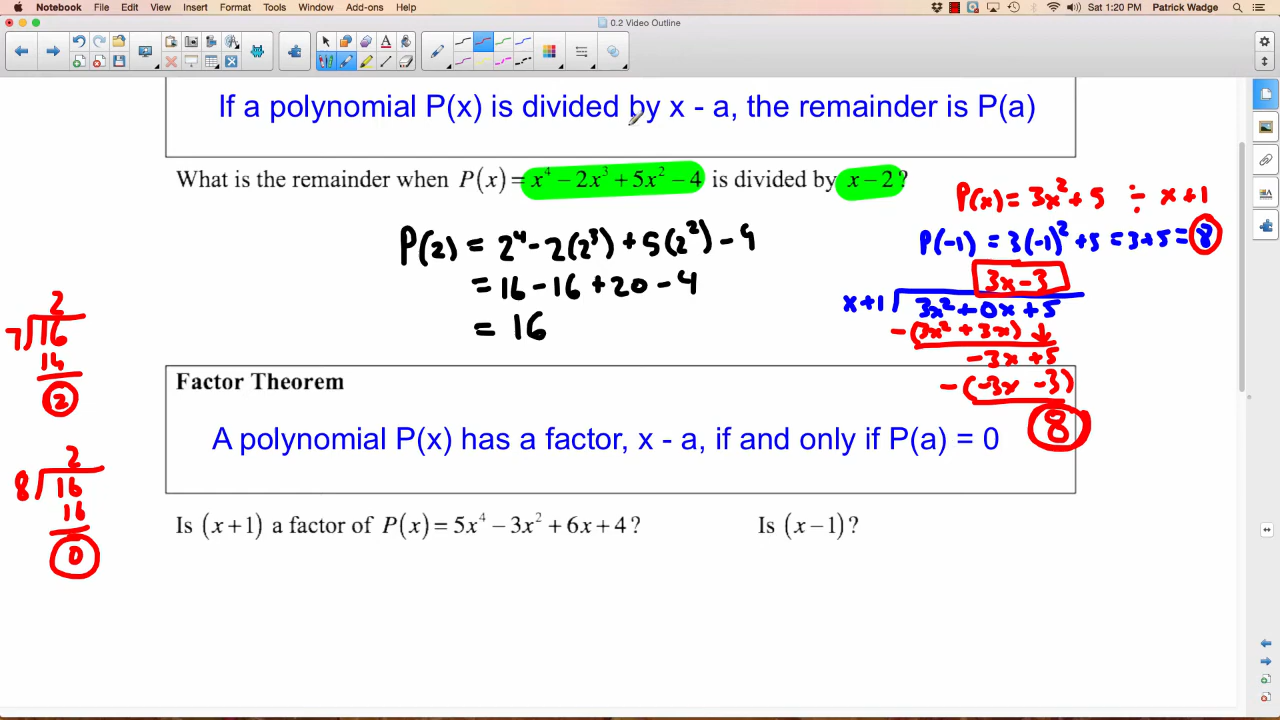 Notebook File Edit View Insert Format Tools Window Add-ons Help Sat 1:20 PM Patrick Wadge
0.2 Video Outline
If a polynomial P(x) is divided by x - a, the remainder is P(a)
What is the remainder when P(x) = x⁴ − 2x³ + 5x² − 4 is divided by x − 2 ?
P(2) = 2⁴ - 2(2³) + 5(2²) - 4
= 16 - 16 + 20 - 4
= 16
P(x) = 3x² + 5 ÷ x + 1
P(-1) = 3(-1)² + 5 = 3 + 5 = 8
3x - 3
x + 1 3x² + 0x + 5
- (3x² + 3x) ↓
-3x + 5
- (-3x - 3)
8
2
7 16
14
2
Factor Theorem
A polynomial P(x) has a factor, x - a, if and only if P(a) = 0
2
8 16
16
0
Is (x + 1) a factor of P(x) = 5x⁴ − 3x² + 6x + 4 ? Is (x − 1) ?